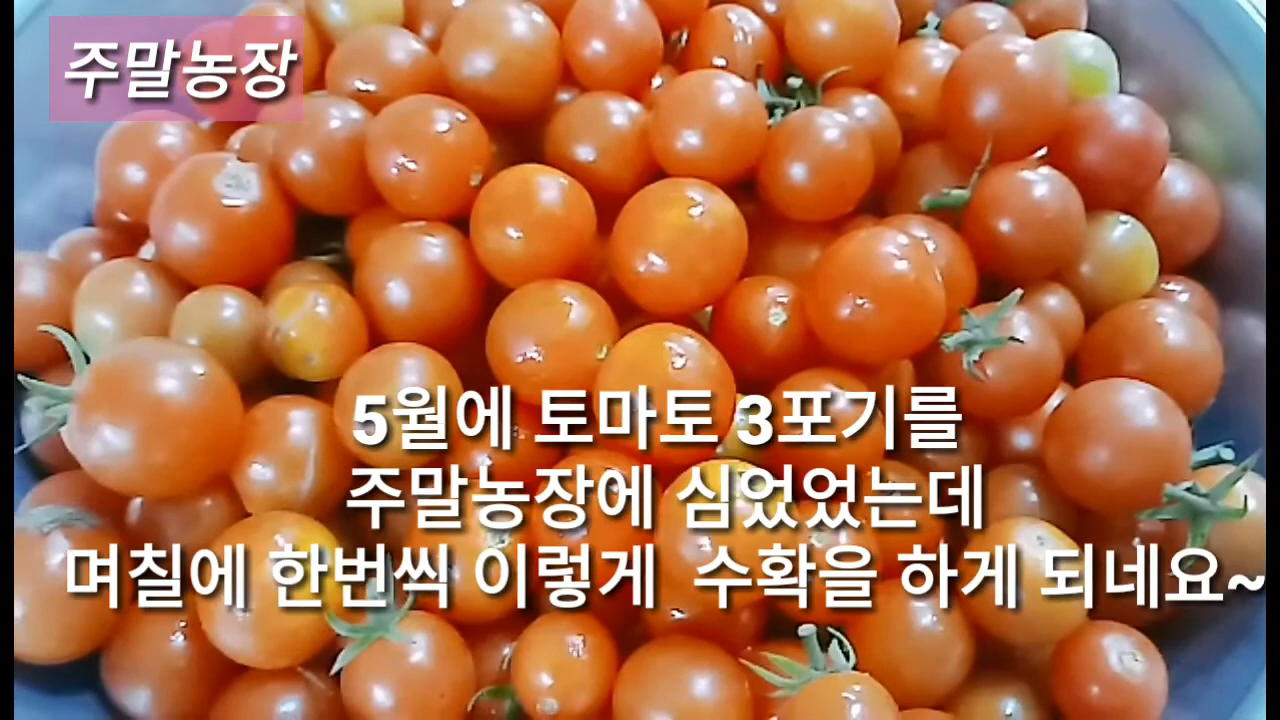 주말농장
5월에 토마토 3포기를
주말농장에 심었었는데
며칠에 한번씩 이렇게 수확을 하게 되네요~